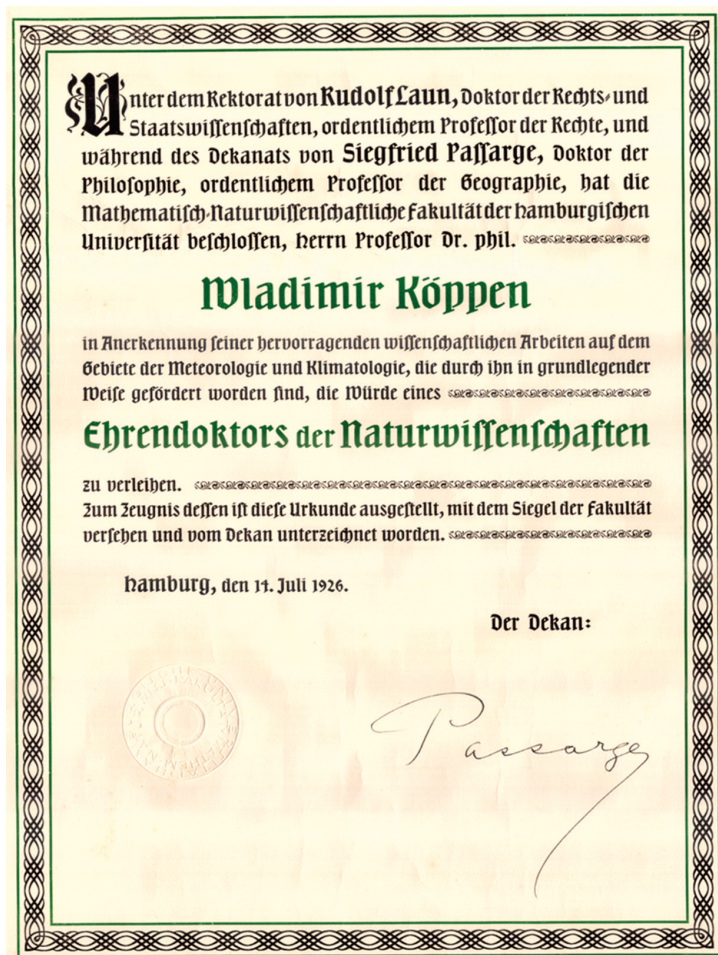 Unter dem Rektorat von Rudolf Laun, Doktor der Rechts- und
Staatswiſſenſchaften, ordentlichem Profeſſor der Rechte, und
während des Dekanats von Siegfried Paſſarge, Doktor der
Philoſophie, ordentlichem Profeſſor der Geographie, hat die
Mathematiſch-Naturwiſſenſchaftliche Fakultät der Hamburgiſchen
Univerſität beſchloſſen, Herrn Profeſſor Dr. phil.
Wladimir Köppen
in Anerkennung ſeiner hervorragenden wiſſenſchaftlichen Arbeiten auf dem
Gebiete der Meteorologie und Klimatologie, die durch ihn in grundlegender
Weiſe gefördert worden ſind, die Würde eines
Ehrendoktors der Naturwiſſenſchaften
zu verleihen.
Zum Zeugnis deſſen iſt dieſe Urkunde ausgeſtellt, mit dem Siegel der Fakultät
verſehen und vom Dekan unterzeichnet worden.
Hamburg, den 14. Juli 1926.
Der Dekan:
Passarge